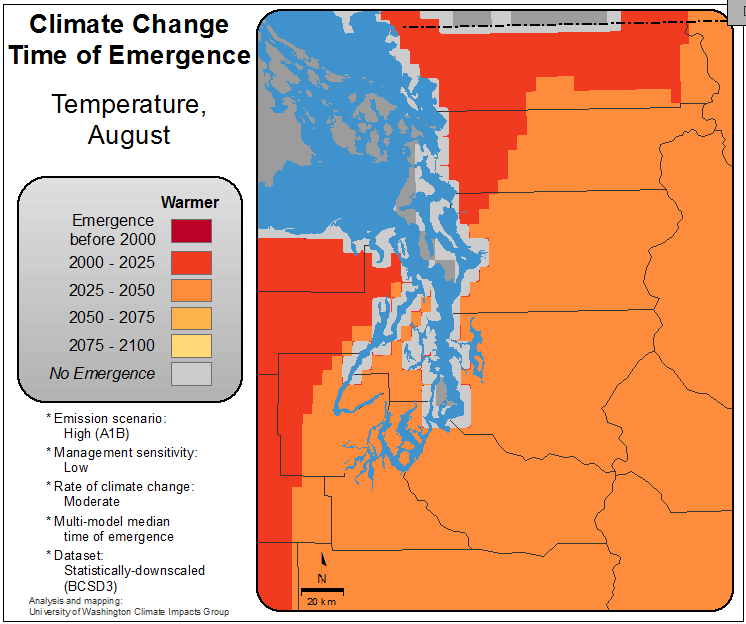 Climate Change
Time of Emergence
Temperature,
August
Warmer
Emergence
before 2000
2000 - 2025
2025 - 2050
2050 - 2075
2075 - 2100
No Emergence
* Emission scenario:
High (A1B)
* Management sensitivity:
Low
* Rate of climate change:
Moderate
* Multi-model median
time of emergence
* Dataset:
Statistically-downscaled
(BCSD3)
Analysis and mapping:
University of Washington Climate Impacts Group
N
20 km